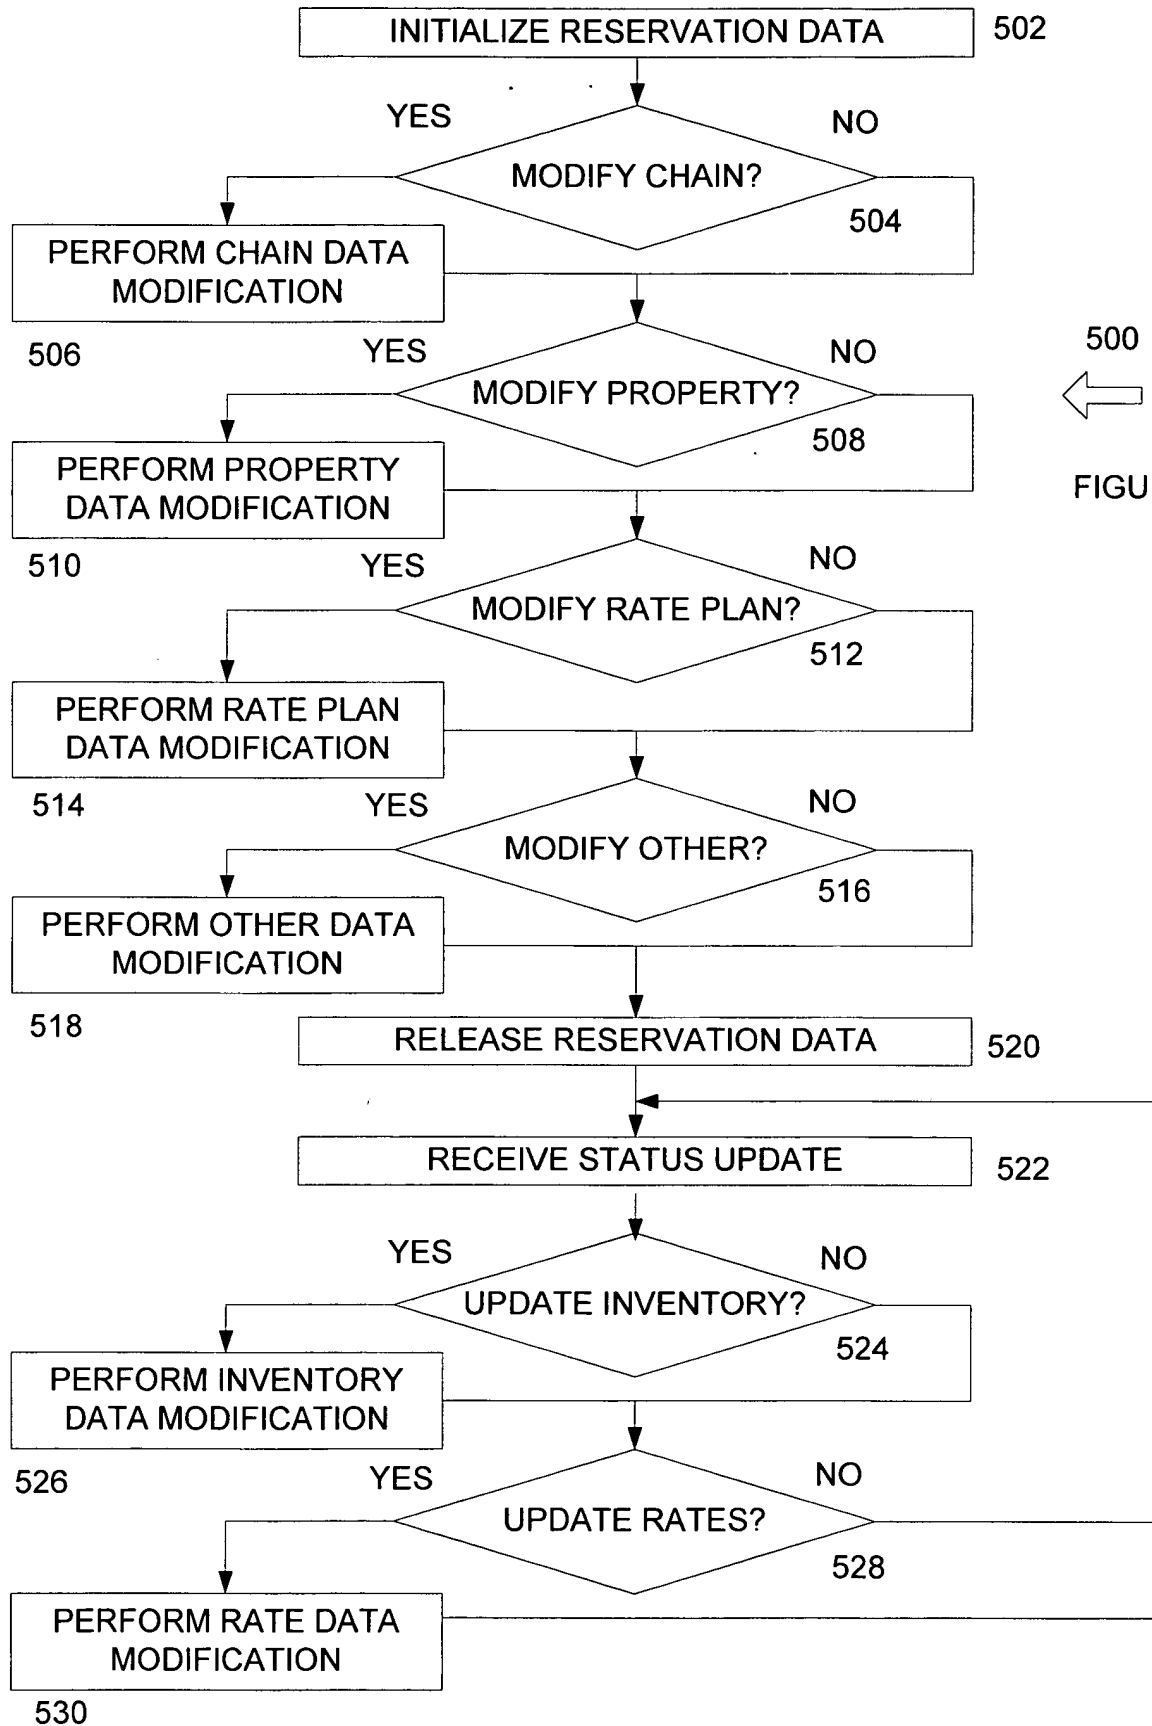 INITIALIZE RESERVATION DATA
502
YES
NO
MODIFY CHAIN?
504
PERFORM CHAIN DATA
MODIFICATION
506
YES
NO
500
MODIFY PROPERTY?
508
PERFORM PROPERTY
DATA MODIFICATION
FIGU
510
YES
NO
MODIFY RATE PLAN?
512
PERFORM RATE PLAN
DATA MODIFICATION
514
YES
NO
MODIFY OTHER?
516
PERFORM OTHER DATA
MODIFICATION
518
RELEASE RESERVATION DATA
520
RECEIVE STATUS UPDATE
522
YES
NO
UPDATE INVENTORY?
524
PERFORM INVENTORY
DATA MODIFICATION
526
YES
NO
UPDATE RATES?
528
PERFORM RATE DATA
MODIFICATION
530